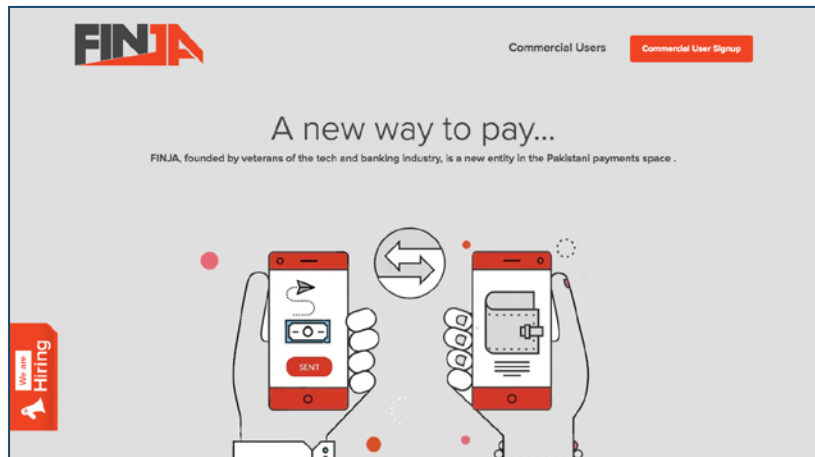 FINJA
Commercial Users
Commercial User Signup
A new way to pay...
FINJA, founded by veterans of the tech and banking industry, is a new entity in the Pakistani payments space .
SENT
We are
Hiring